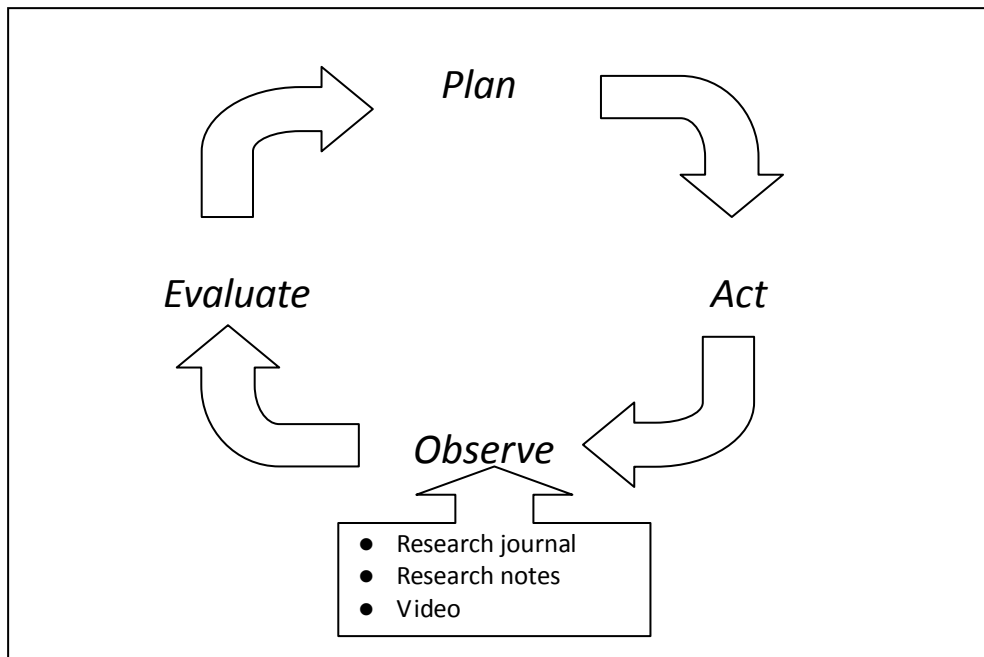 Plan
Act
Observe
Evaluate
● Research journal
● Research notes
● Video